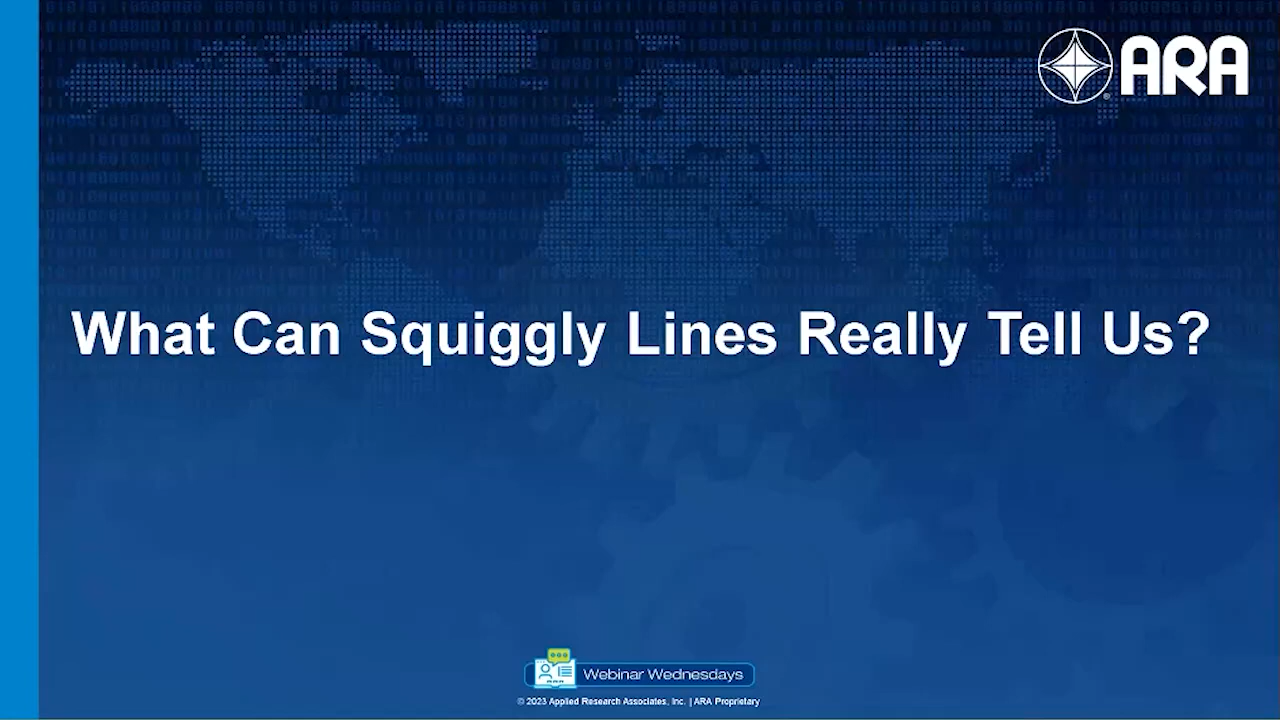 ARA
What Can Squiggly Lines Really Tell Us?
Webinar Wednesdays
© 2023 Applied Research Associates, Inc. | ARA Proprietary